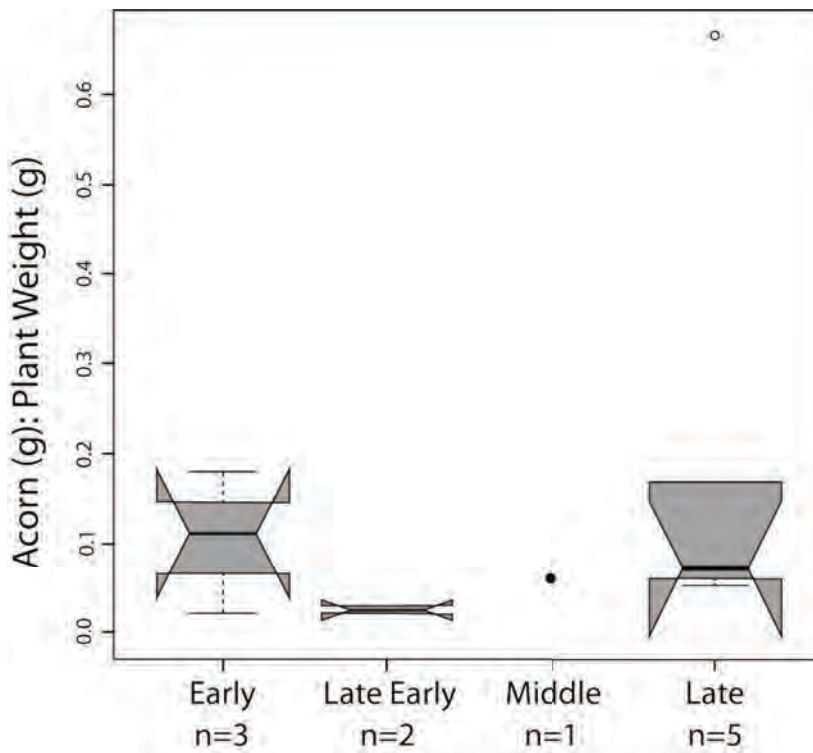 Acorn (g): Plant Weight (g)
0.6
0.5
0.4
0.3
0.2
0.1
0.0
Early
n=3
Late Early
n=2
Middle
n=1
Late
n=5